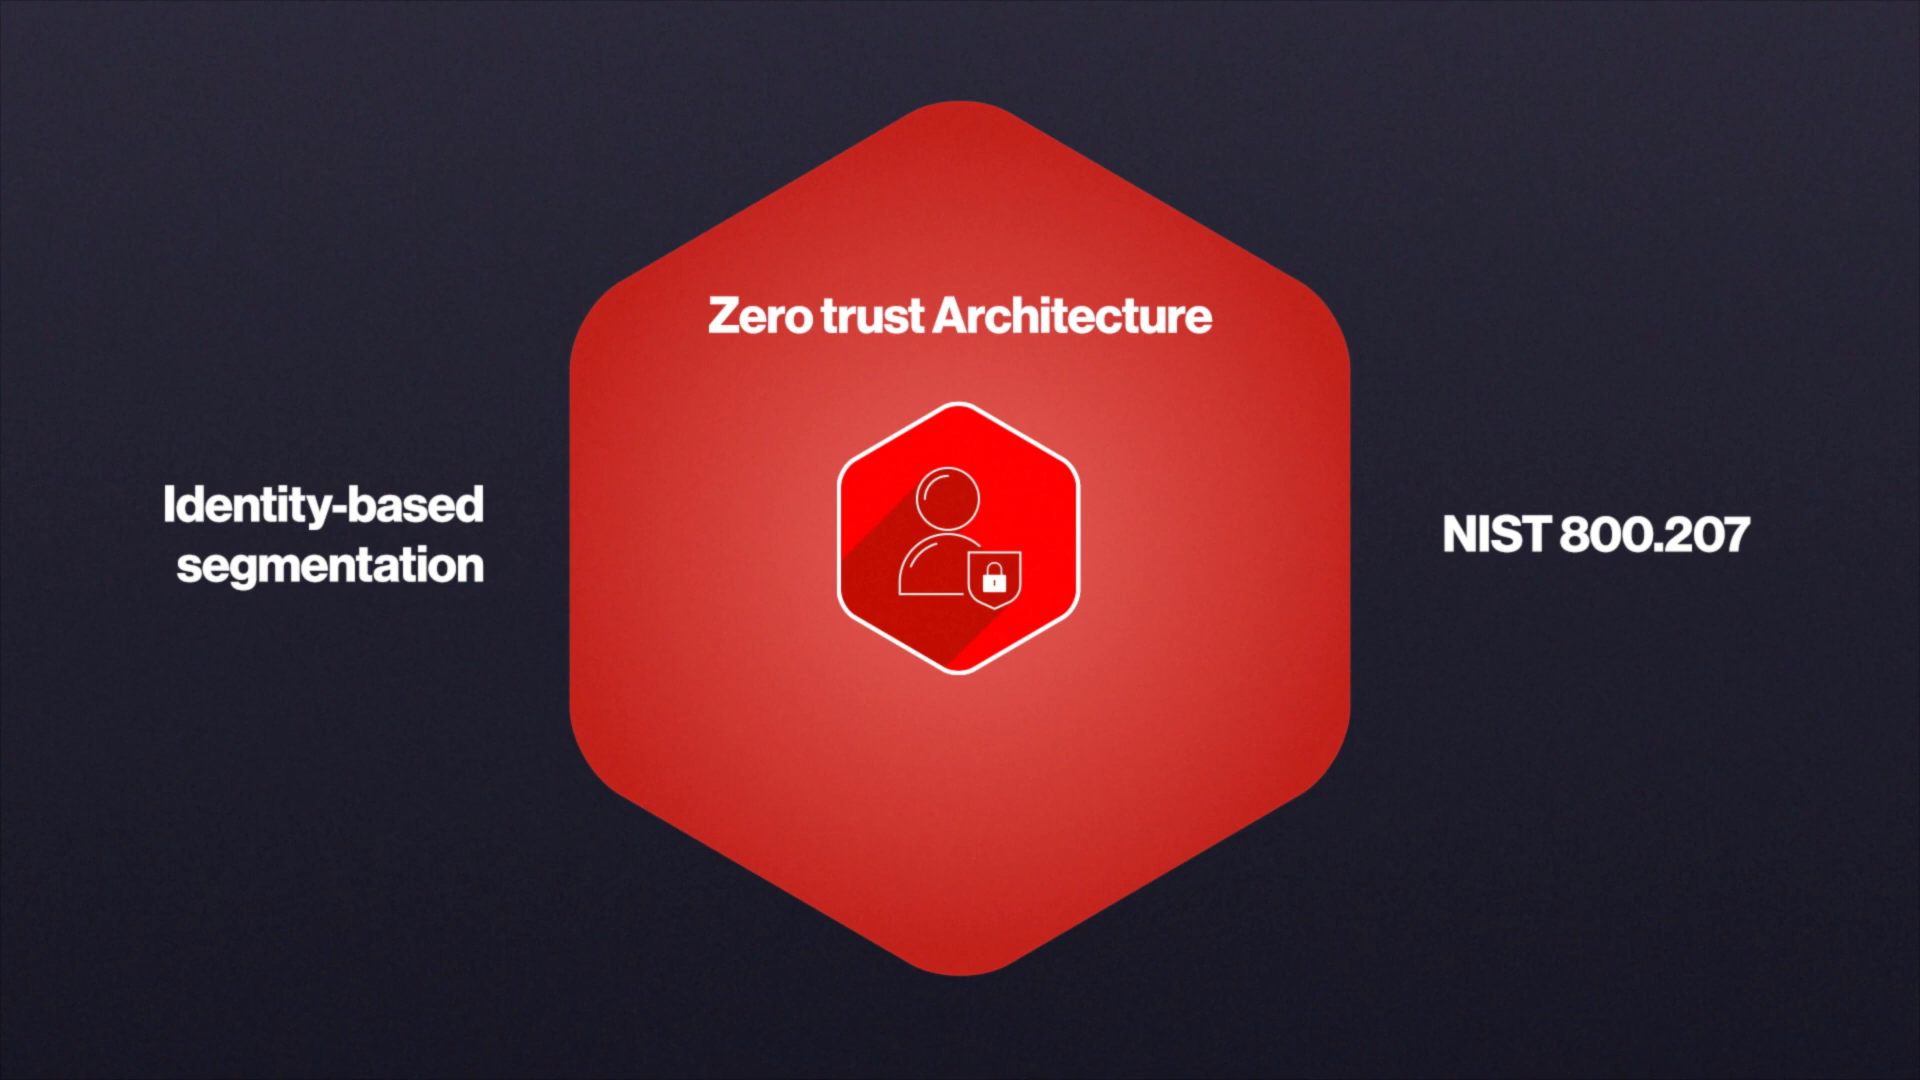 Zero trust Architecture
Identity-based
segmentation
NIST 800.207